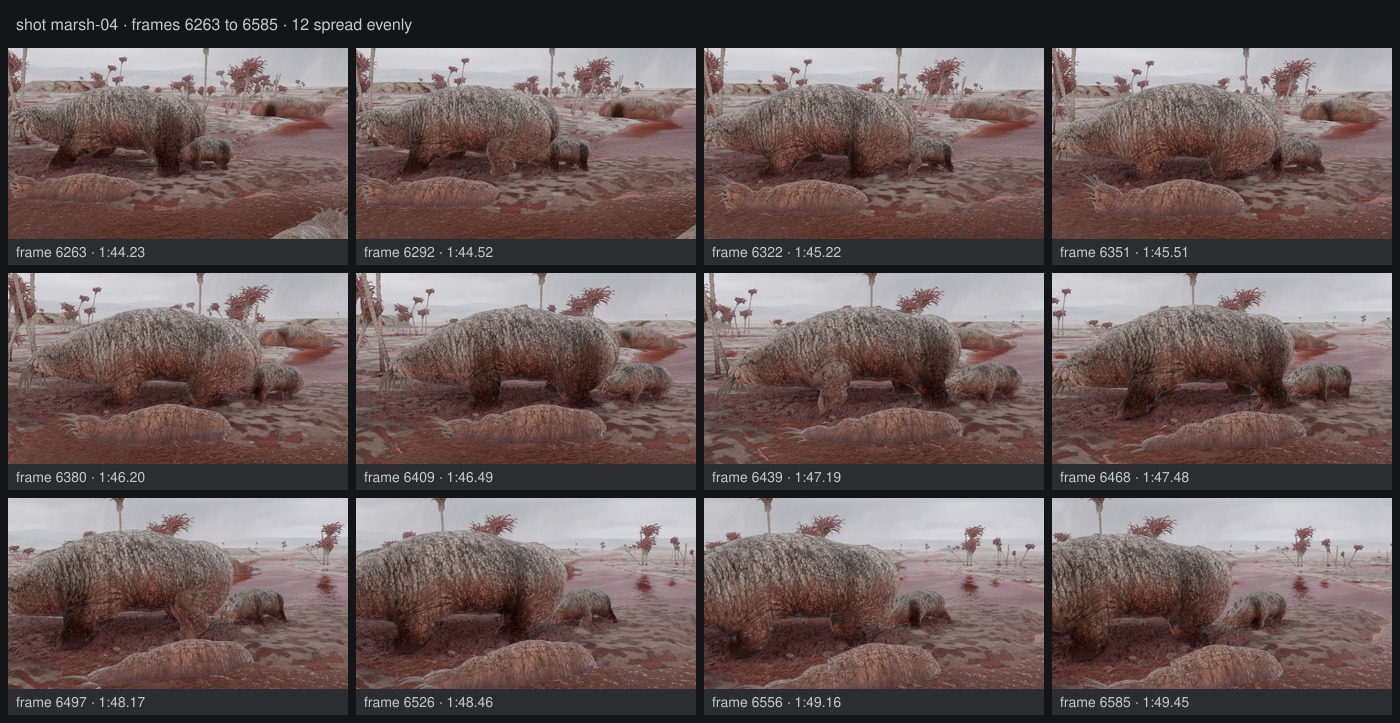 shot marsh-04 · frames 6263 to 6585 · 12 spread evenly
frame 6263 · 1:44.23
frame 6292 · 1:44.52
frame 6322 · 1:45.22
frame 6351 · 1:45.51
frame 6380 · 1:46.20
frame 6409 · 1:46.49
frame 6439 · 1:47.19
frame 6468 · 1:47.48
frame 6497 · 1:48.17
frame 6526 · 1:48.46
frame 6556 · 1:49.16
frame 6585 · 1:49.45